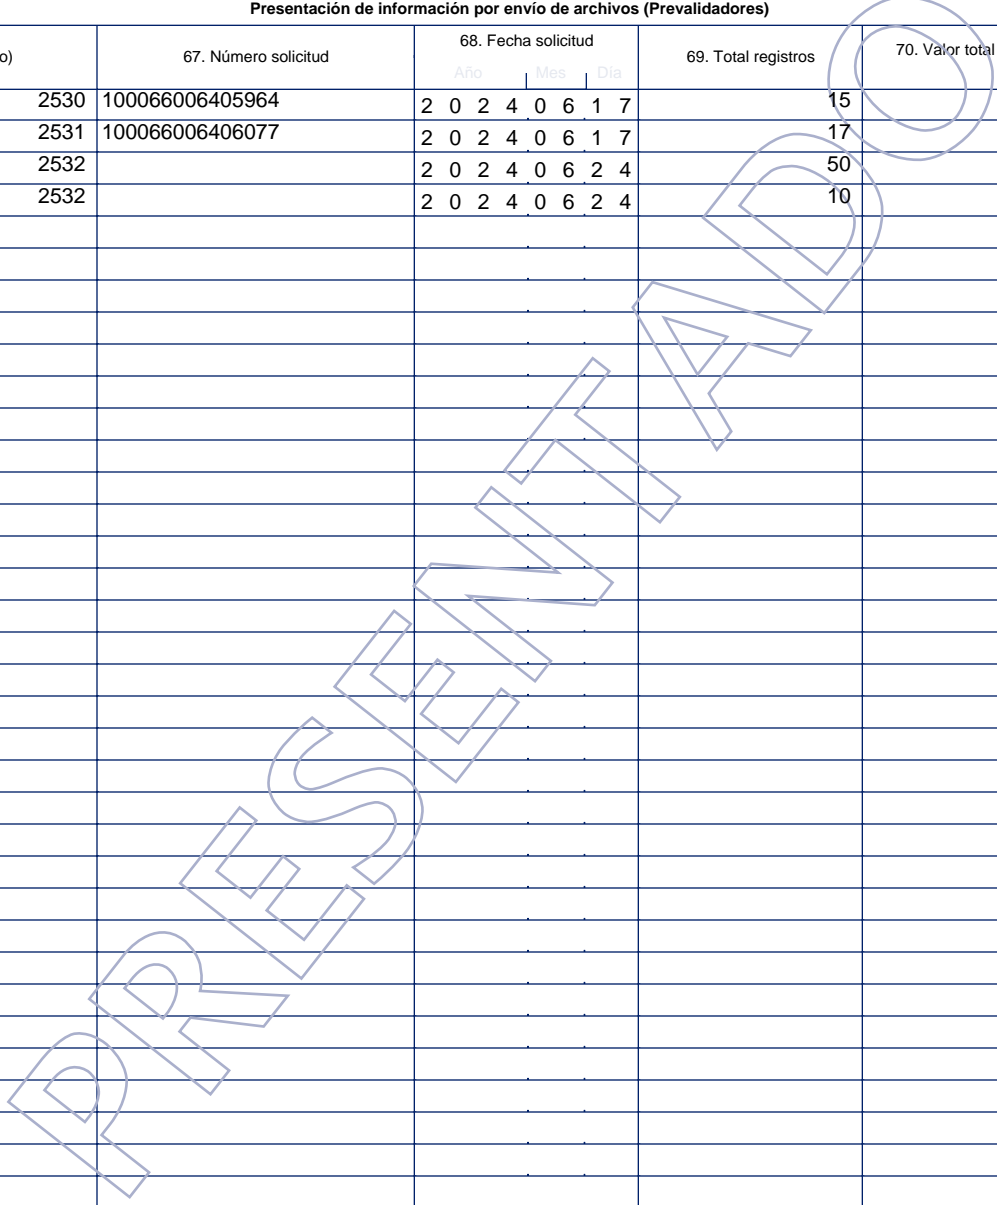 Presentación de información por envío de archivos (Prevalidadores)
o) 67. Número solicitud 68. Fecha solicitud 69. Total registros 70. Valor total
Año Mes Día
2530 100066006405964 2 0 2 4 0 6 1 7 15
2531 100066006406077 2 0 2 4 0 6 1 7 17
2532 2 0 2 4 0 6 2 4 50
2532 2 0 2 4 0 6 2 4 10
PRESENTADO